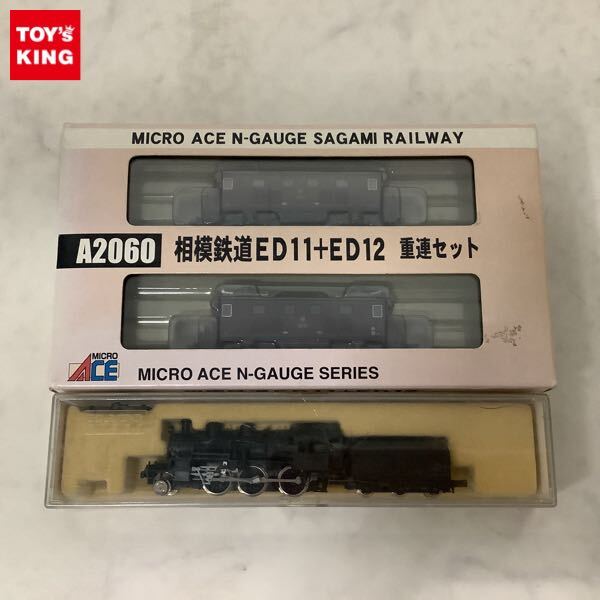 TOY's
KING
MICRO ACE N-GAUGE SAGAMI RAILWAY
A2060 相模鉄道ED11+ED12 重連セット
MICRO
ACE
MICRO ACE N-GAUGE SERIES